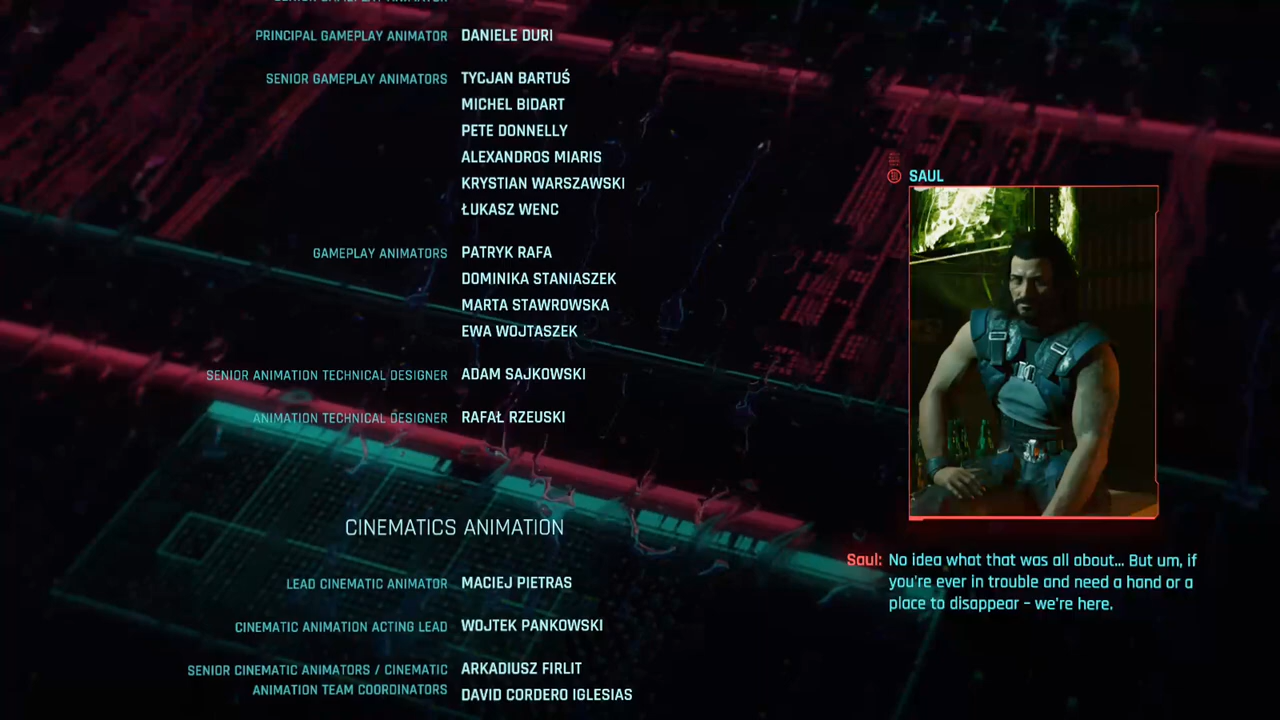 PRINCIPAL GAMEPLAY ANIMATOR DANIELE DURI
SENIOR GAMEPLAY ANIMATORS TYCJAN BARTUŚ
MICHEL BIDART
PETE DONNELLY
ALEXANDROS MIARIS
KRYSTIAN WARSZAWSKI
ŁUKASZ WENC
GAMEPLAY ANIMATORS PATRYK RAFA
DOMINIKA STANIASZEK
MARTA STAWROWSKA
EWA WOJTASZEK
SENIOR ANIMATION TECHNICAL DESIGNER ADAM SAJKOWSKI
ANIMATION TECHNICAL DESIGNER RAFAŁ RZEUSKI
CINEMATICS ANIMATION
LEAD CINEMATIC ANIMATOR MACIEJ PIETRAS
CINEMATIC ANIMATION ACTING LEAD WOJTEK PANKOWSKI
SENIOR CINEMATIC ANIMATORS / CINEMATIC ARKADIUSZ FIRLIT
ANIMATION TEAM COORDINATORS DAVID CORDERO IGLESIAS
SAUL
Saul: No idea what that was all about... But um, if
you're ever in trouble and need a hand or a
place to disappear – we're here.